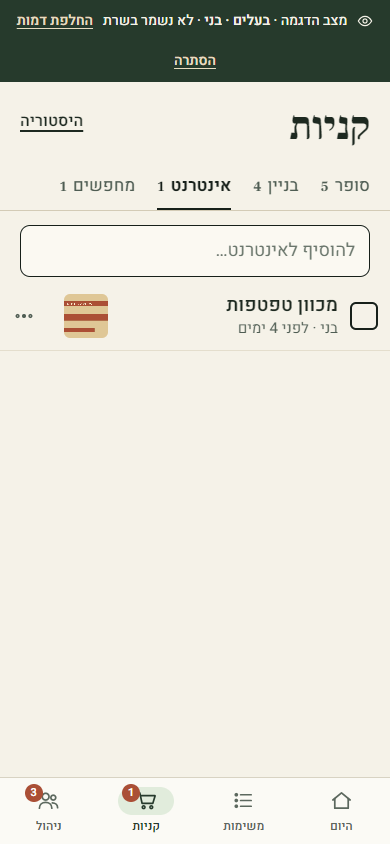 מצב הדגמה · בעלים · בני · לא נשמר בשרת החלפת דמות
הסתרה
קניות
היסטוריה
סופר 5 בניין 4 אינטרנט 1 מחפשים 1
להוסיף לאינטרנט...
מכוון טפטפות
בני · לפני 4 ימים
היום
משימות
1
קניות
3
ניהול